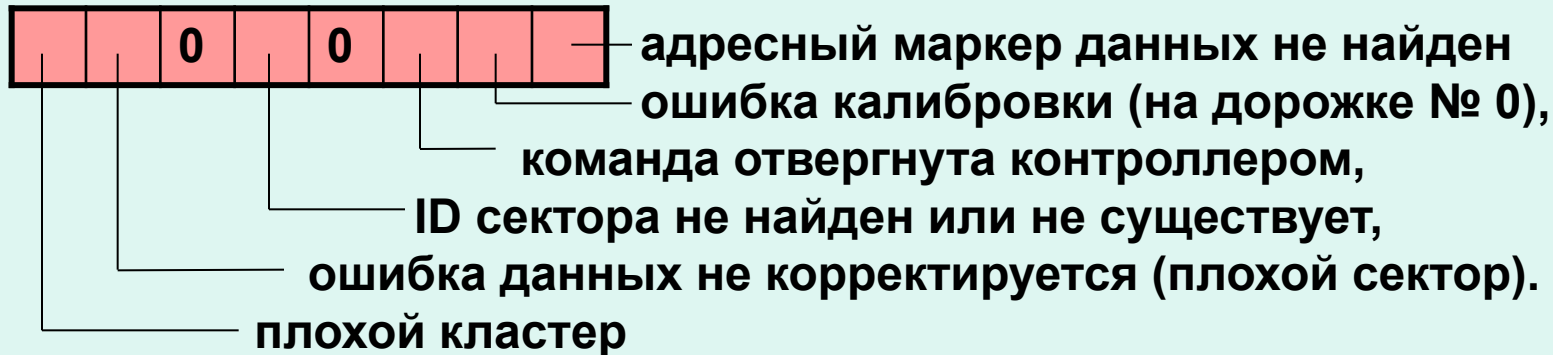 0 0 адресный маркер данных не найден
ошибка калибровки (на дорожке № 0),
команда отвергнута контроллером,
ID сектора не найден или не существует,
ошибка данных не корректируется (плохой сектор).
плохой кластер